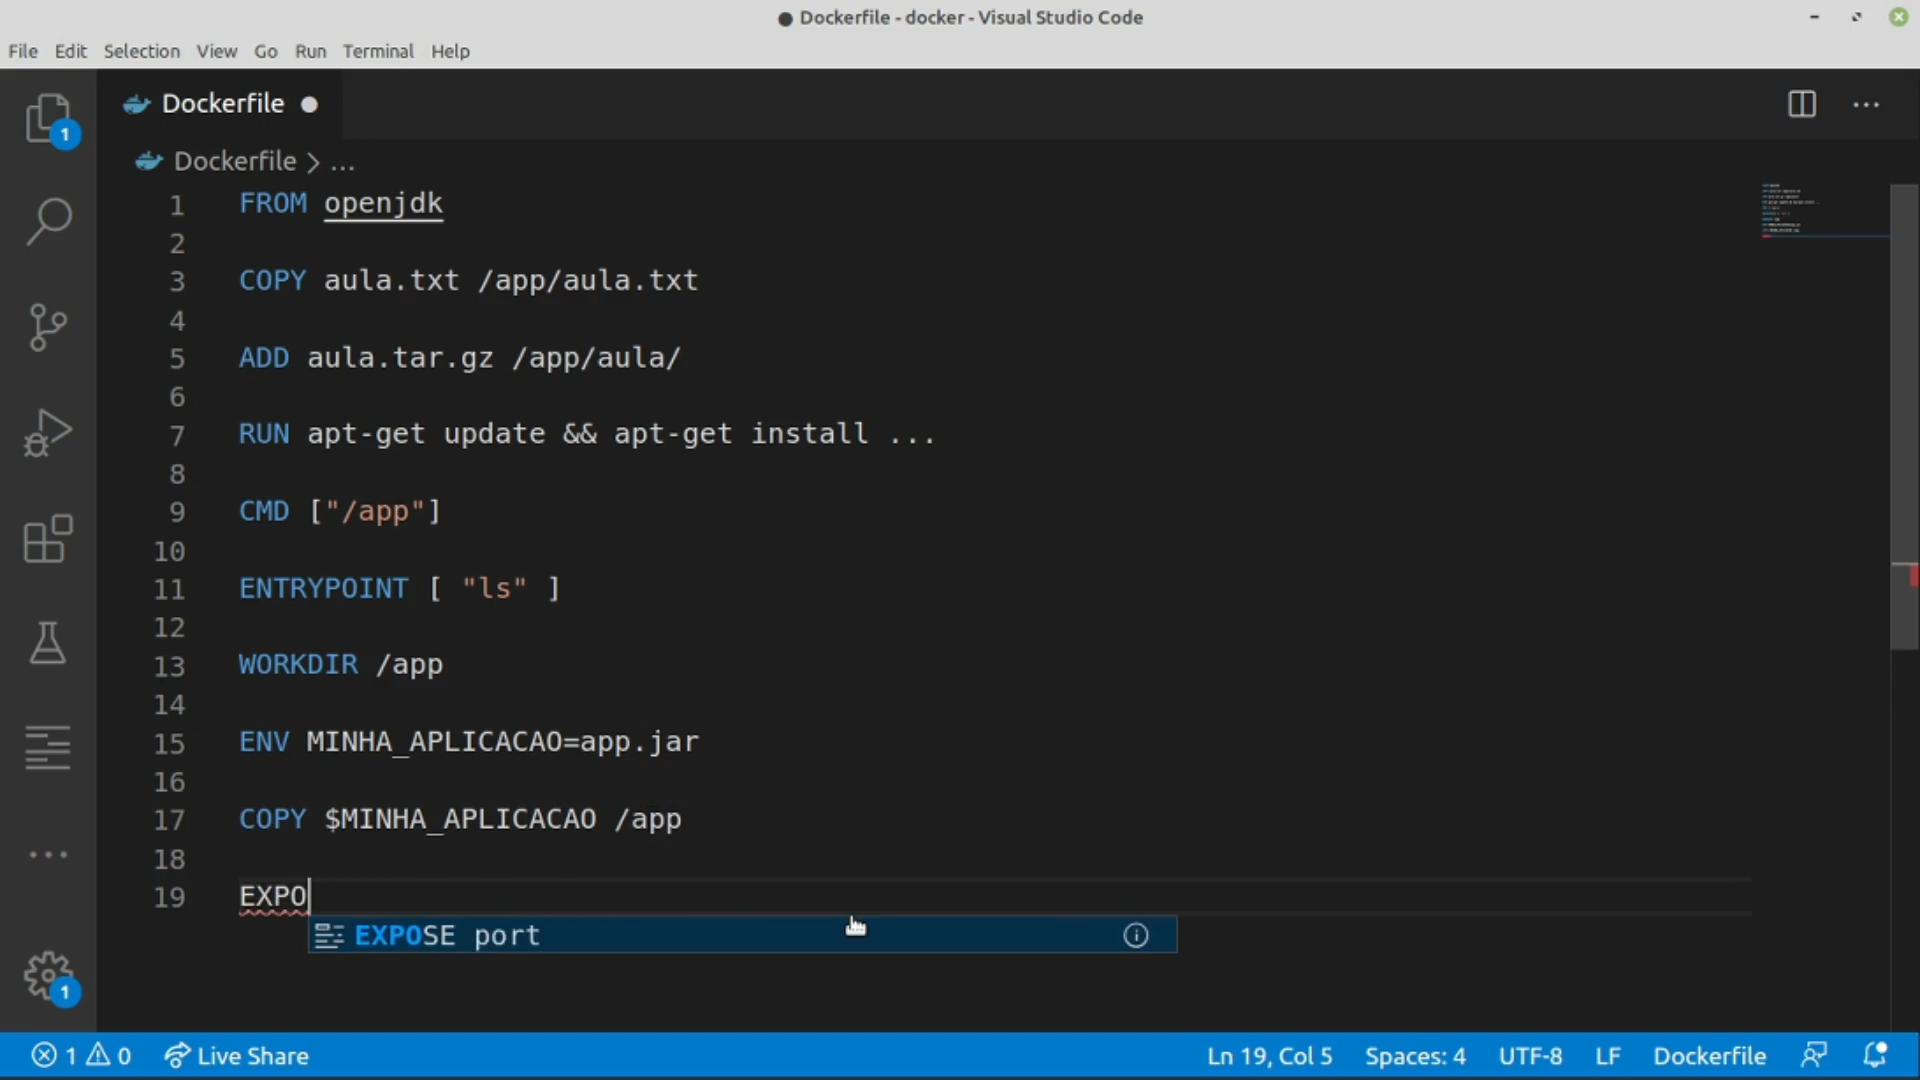 ● Dockerfile - docker - Visual Studio Code
File Edit Selection View Go Run Terminal Help
Dockerfile ●
Dockerfile > ...
1 FROM openjdk
2
3 COPY aula.txt /app/aula.txt
4
5 ADD aula.tar.gz /app/aula/
6
7 RUN apt-get update && apt-get install ...
8
9 CMD ["/app"]
10
11 ENTRYPOINT [ "ls" ]
12
13 WORKDIR /app
14
15 ENV MINHA_APLICACAO=app.jar
16
17 COPY $MINHA_APLICACAO /app
18
19 EXPO
EXPOSE port
1
1
1 0 Live Share Ln 19, Col 5 Spaces: 4 UTF-8 LF Dockerfile